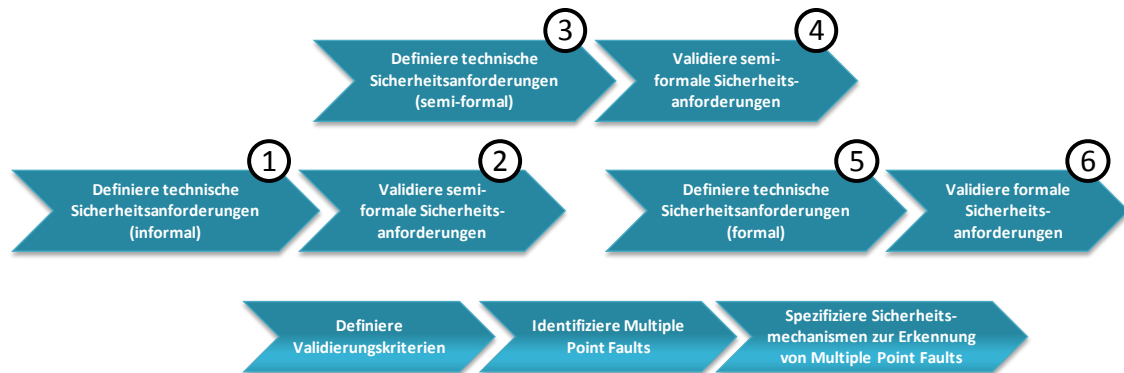 3
Definiere technische
Sicherheitsanforderungen
(semi-formal)
4
Validiere semi-
formale Sicherheits-
anforderungen
1
Definiere technische
Sicherheitsanforderungen
(informal)
2
Validiere semi-
formale Sicherheits-
anforderungen
5
Definiere technische
Sicherheitsanforderungen
(formal)
6
Validiere formale
Sicherheits-
anforderungen
Definiere
Validierungskriterien
Identifiziere Multiple
Point Faults
Spezifiziere Sicherheits-
mechanismen zur Erkennung
von Multiple Point Faults